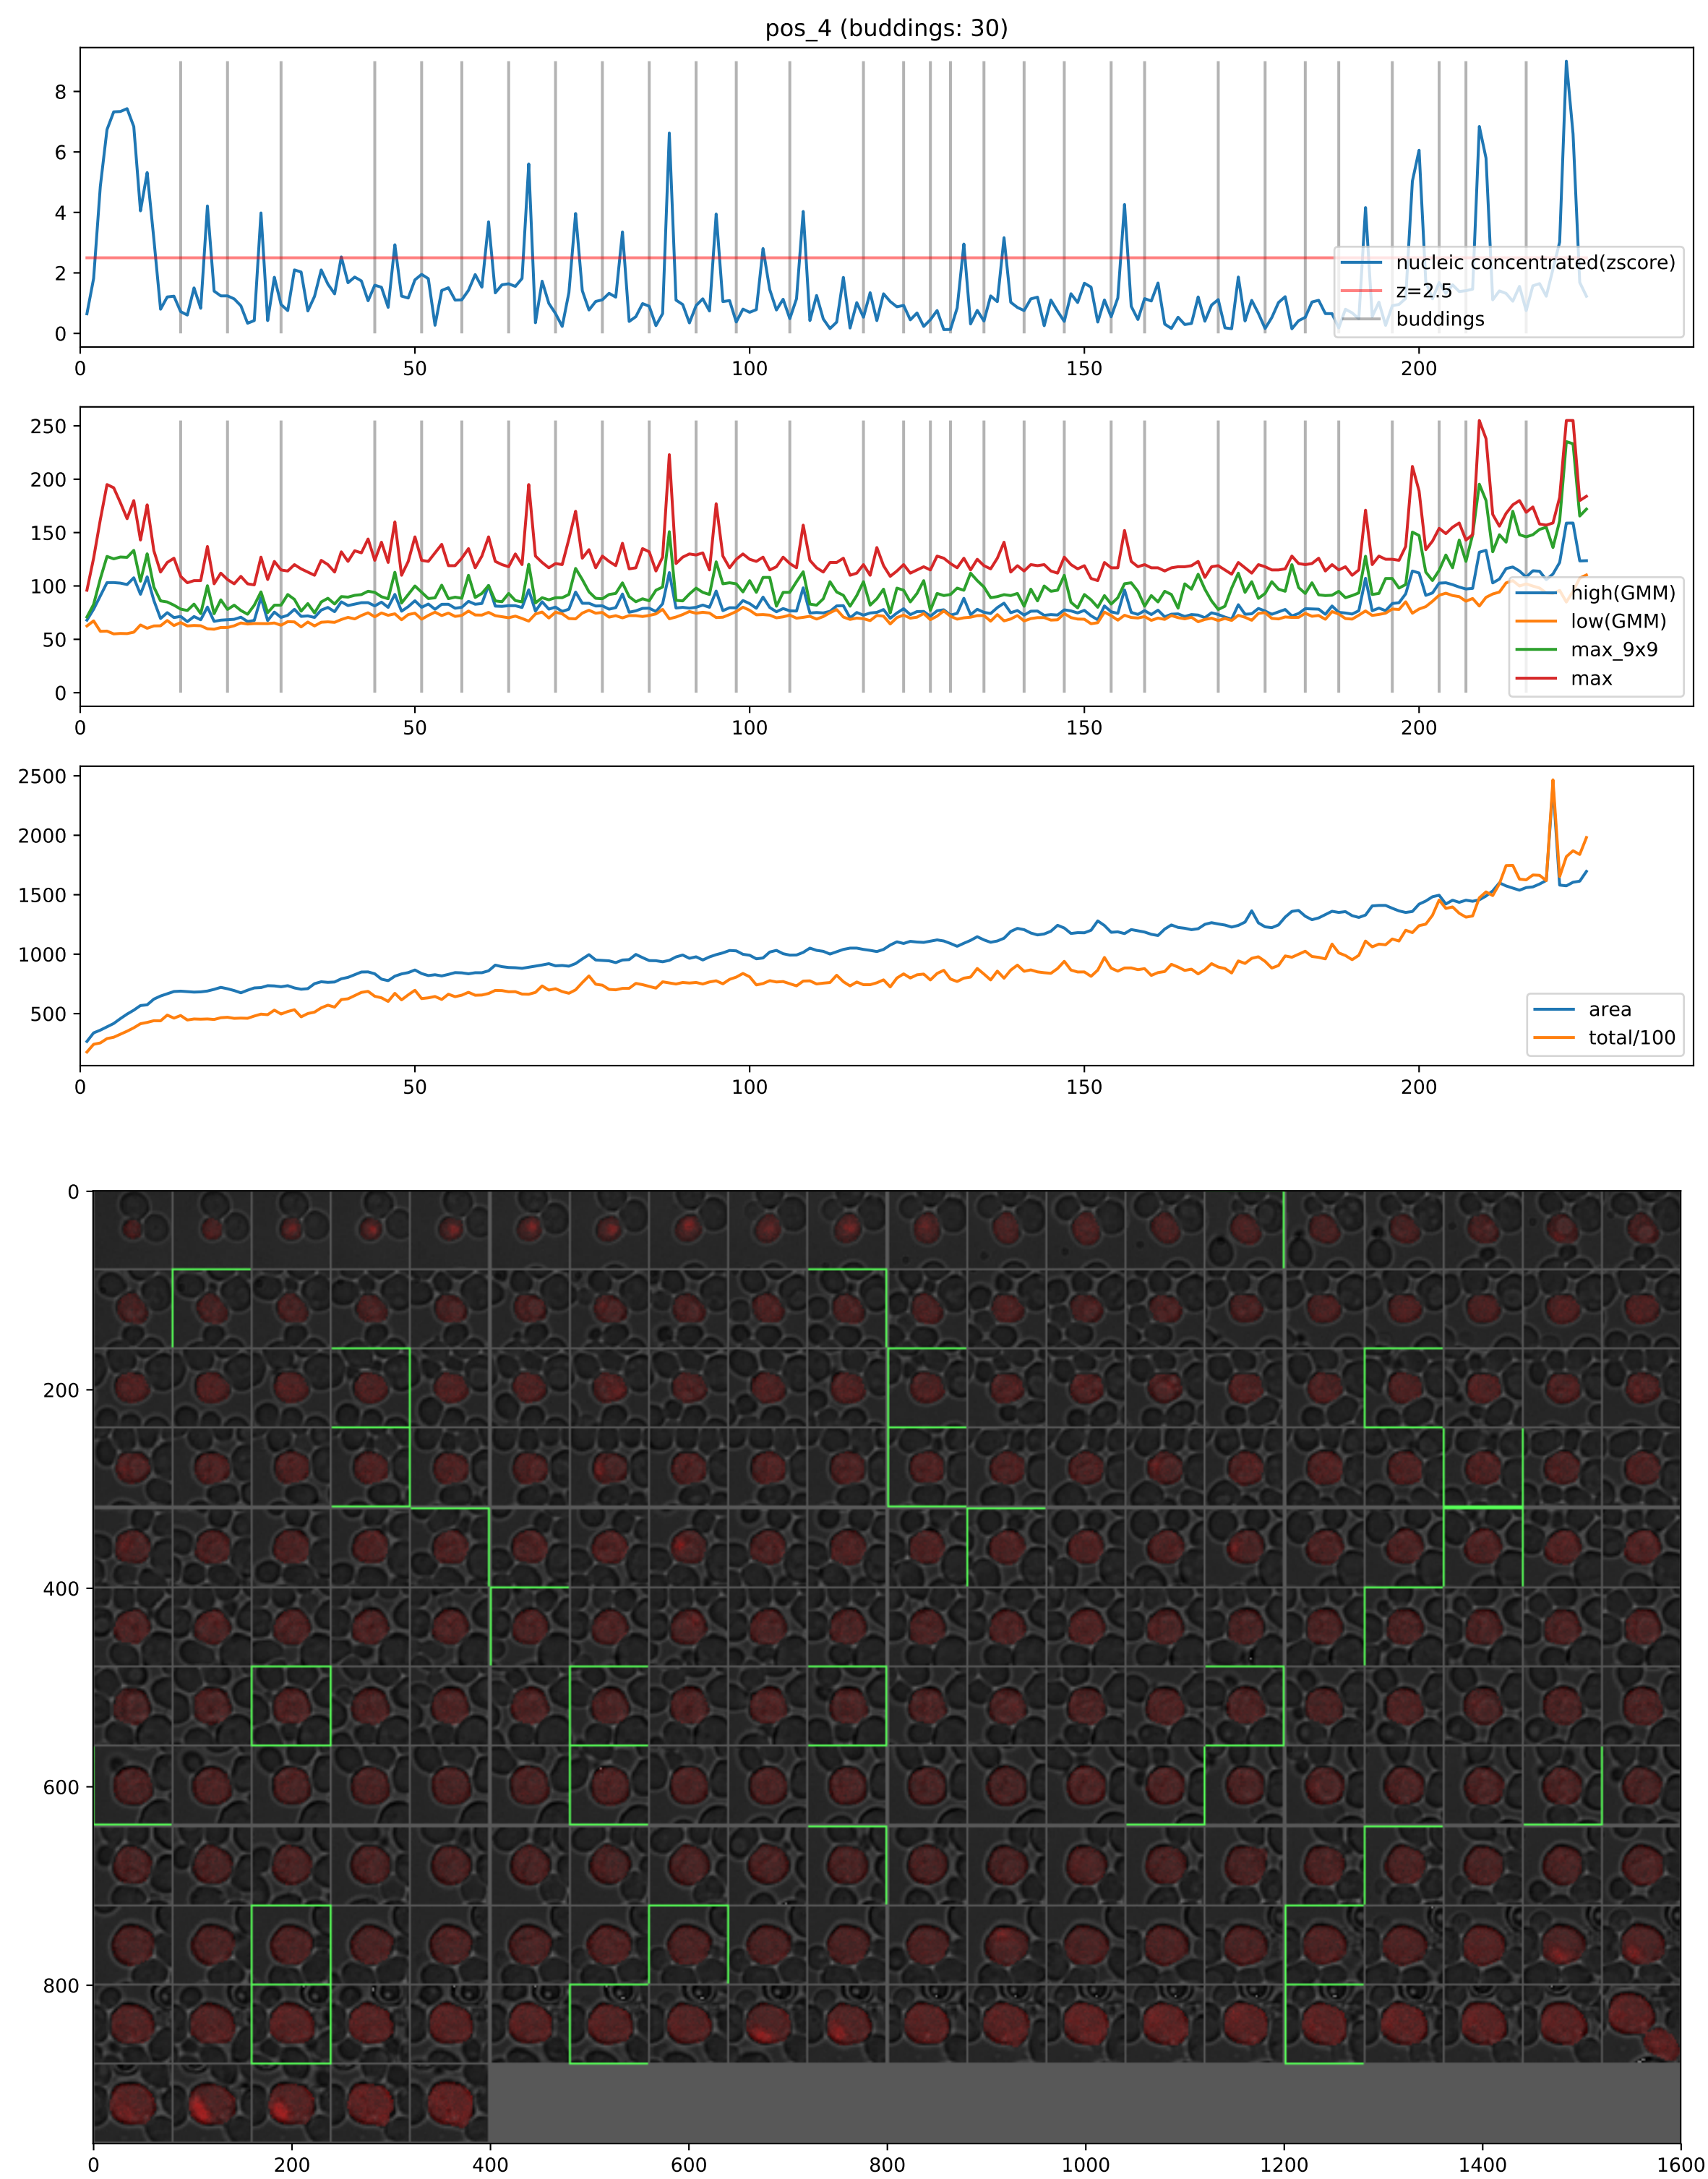 pos_4 (buddings: 30)
8
6
4
2
0
nucleic concentrated(zscore)
z=2.5
buddings
0 50 100 150 200
250
200
150
100
50
0
high(GMM)
low(GMM)
max_9x9
max
0 50 100 150 200
2500
2000
1500
1000
500
area
total/100
0 50 100 150 200
0
200
400
600
800
0 200 400 600 800 1000 1200 1400 1600